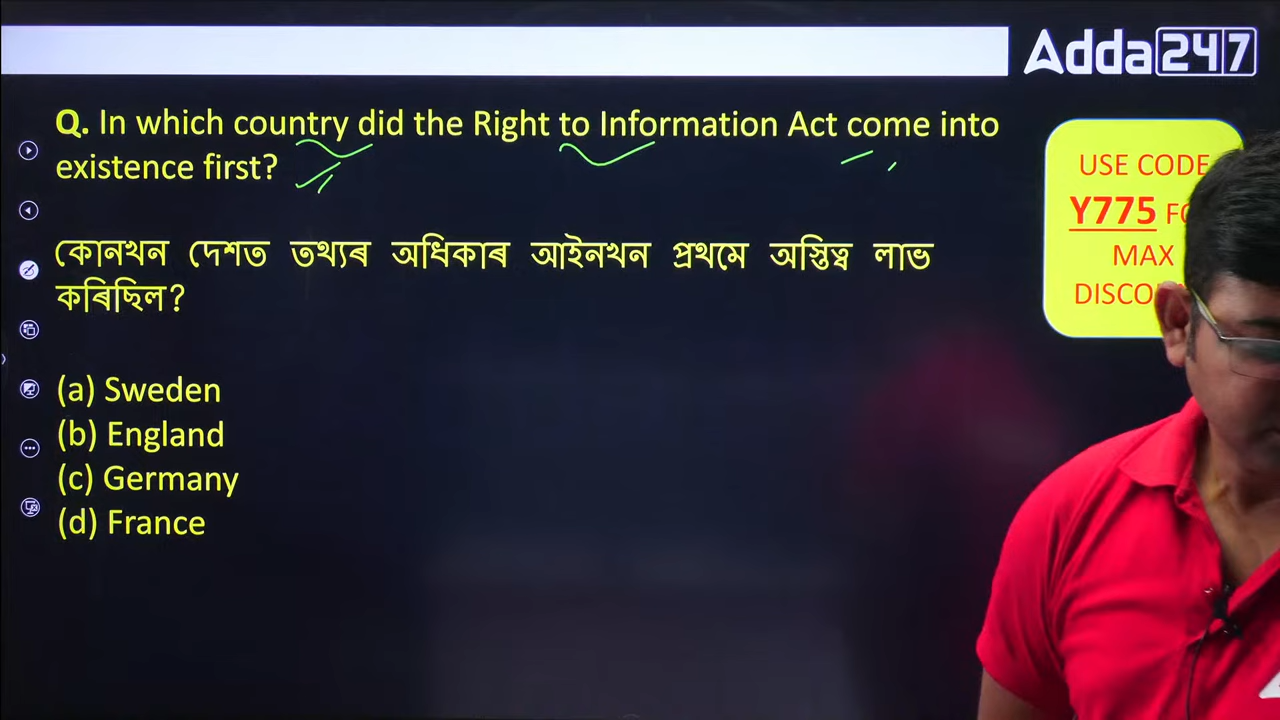 Adda247
Q. In which country did the Right to Information Act come into
existence first?
USE CODE
Y775
MAX
কোনখন দেশত তথ্যৰ অধিকাৰ আইনখন প্ৰথমে অস্তিত্ব লাভ
কৰিছিল?
(a) Sweden
(b) England
(c) Germany
(d) France